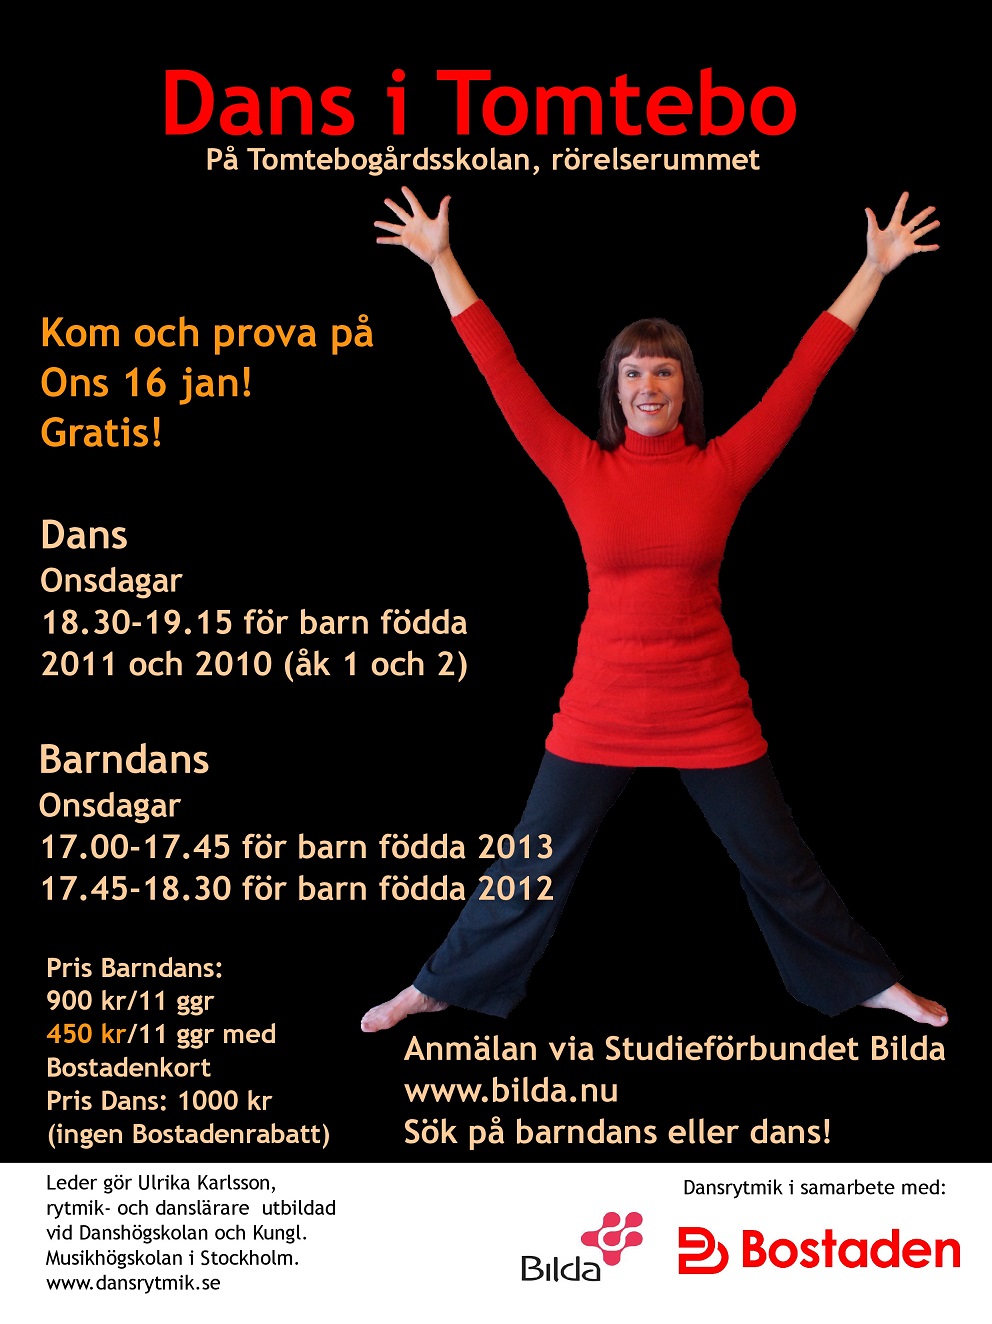 Dans i Tomtebo
På Tomtebogårdsskolan, rörelserummet
Kom och prova på
Ons 16 jan!
Gratis!
Dans
Onsdagar
18.30-19.15 för barn födda
2011 och 2010 (åk 1 och 2)
Barndans
Onsdagar
17.00-17.45 för barn födda 2013
17.45-18.30 för barn födda 2012
Pris Barndans:
900 kr/11 ggr
450 kr/11 ggr med
Bostadenkort
Pris Dans: 1000 kr
(ingen Bostadenrabatt)
Anmälan via Studieförbundet Bilda
www.bilda.nu
Sök på barndans eller dans!
Leder gör Ulrika Karlsson,
rytmik- och danslärare utbildad
vid Danshögskolan och Kungl.
Musikhögskolan i Stockholm.
www.dansrytmik.se
Dansrytmik i samarbete med:
Bilda
Bostaden